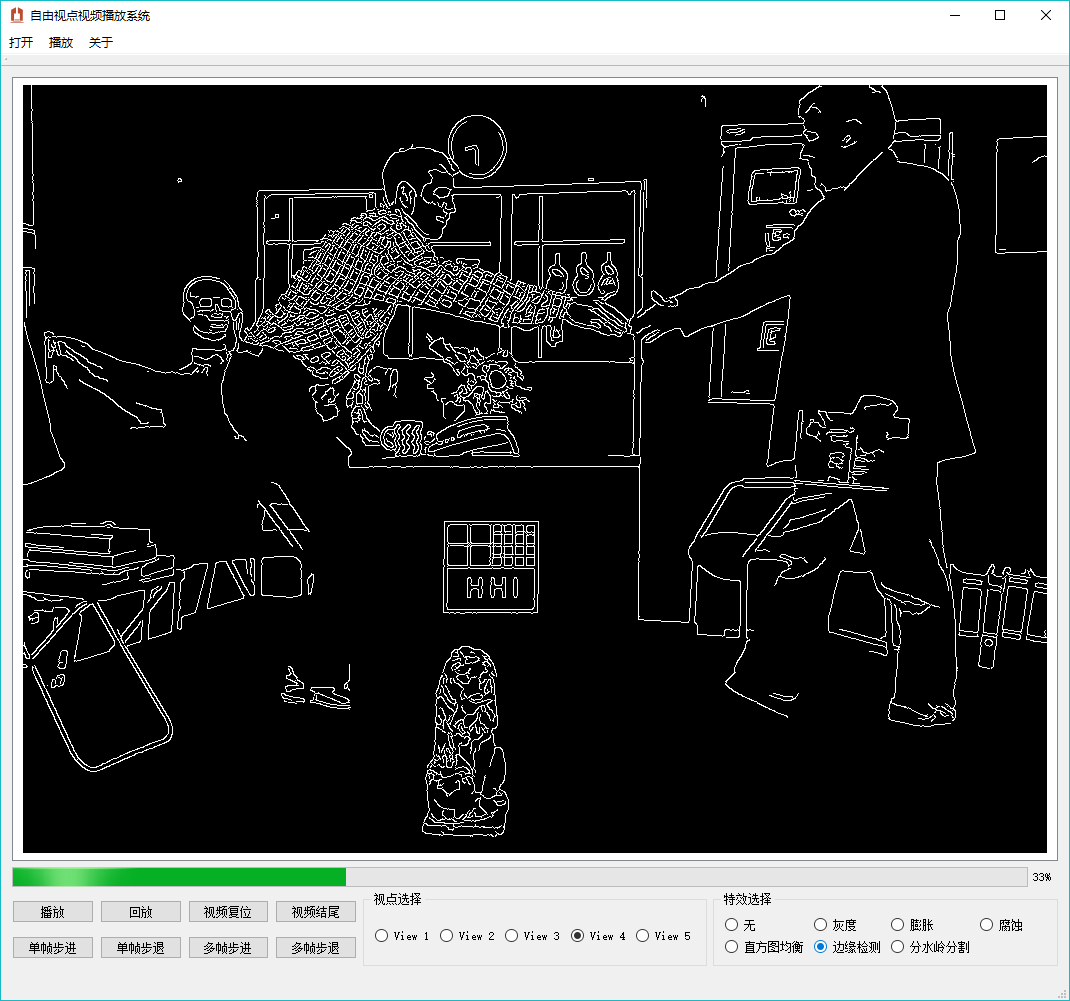 自由视点视频播放系统
打开 播放 关于
HHI
33%
播放 回放 视频复位 视频结尾
单帧步进 单帧步退 多帧步进 多帧步退
视点选择
View 1 View 2 View 3 View 4 View 5
特效选择
无 灰度 膨胀 腐蚀
直方图均衡 边缘检测 分水岭分割